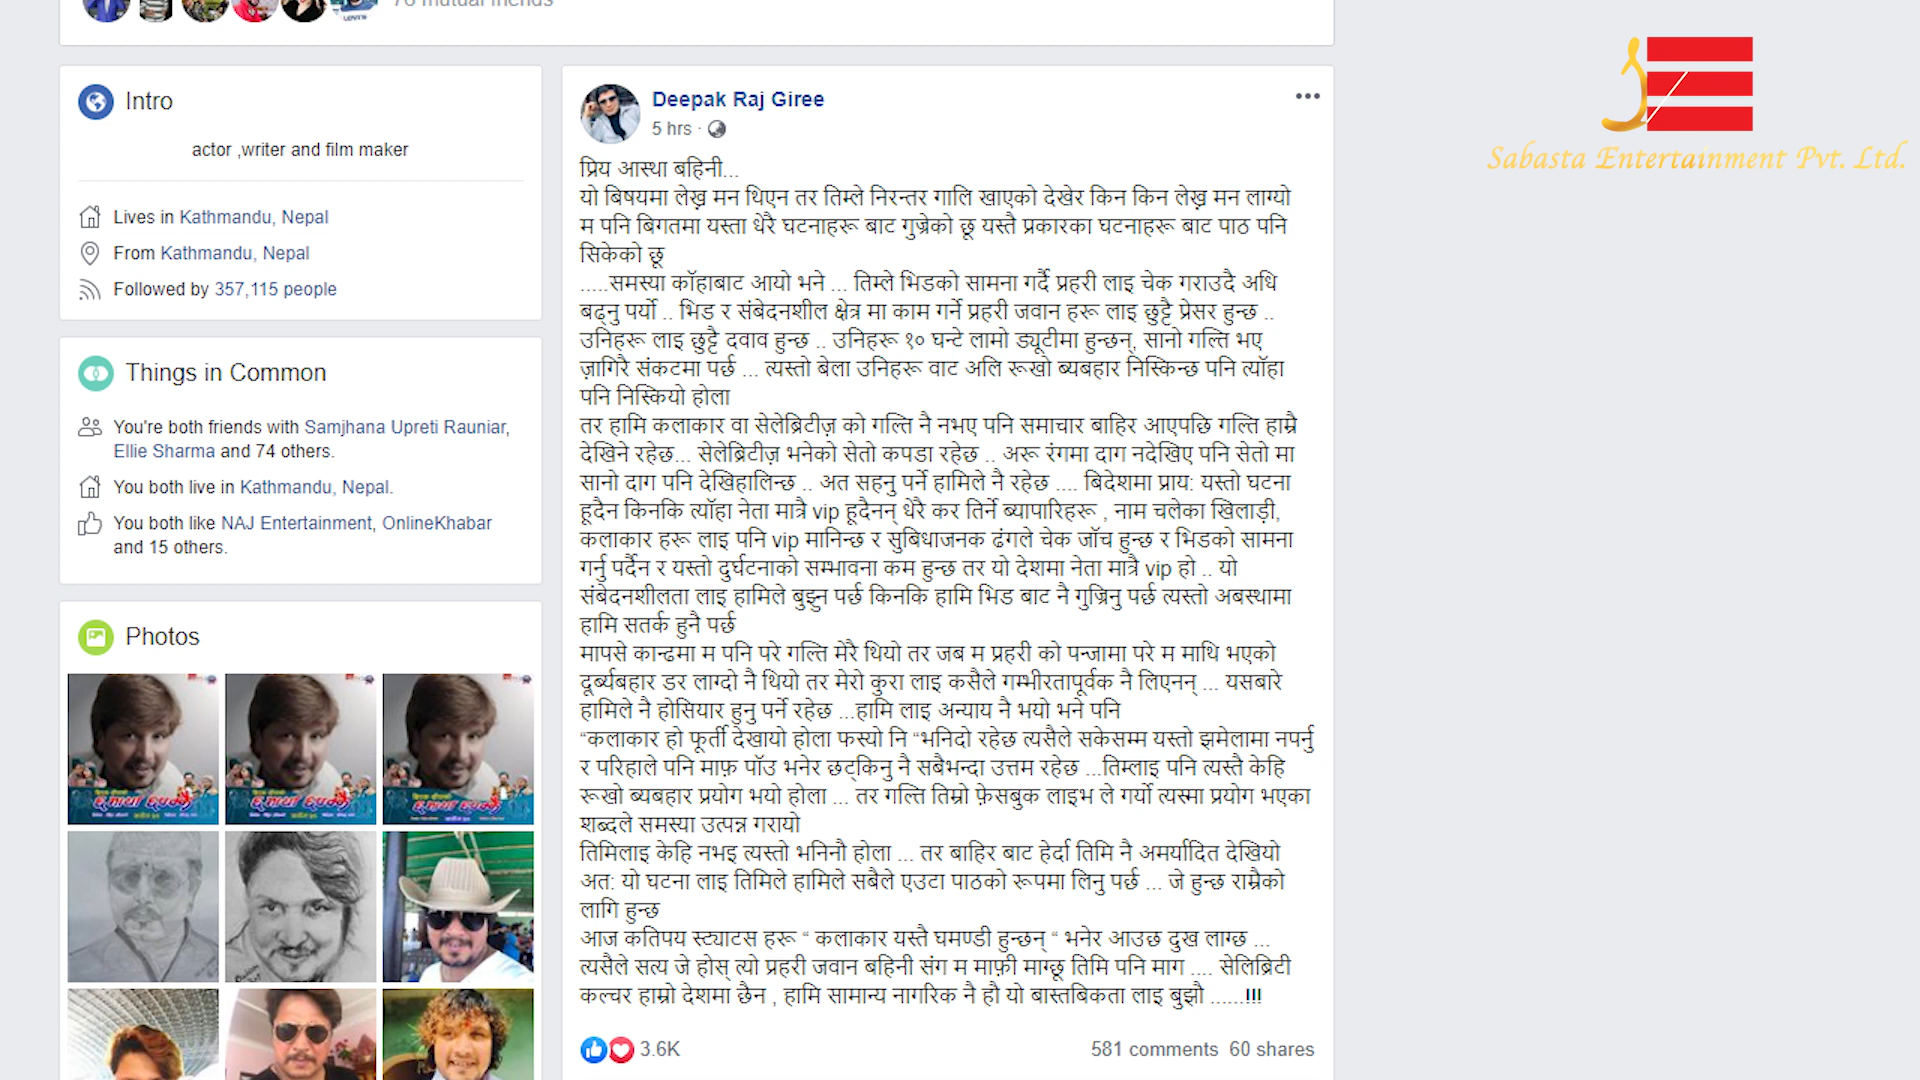 76 mutual friends
Intro
actor ,writer and film maker
Lives in Kathmandu, Nepal
From Kathmandu, Nepal
Followed by 357,115 people
Things in Common
You're both friends with Samjhana Upreti Rauniar,
Ellie Sharma and 74 others.
You both live in Kathmandu, Nepal.
You both like NAJ Entertainment, OnlineKhabar
and 15 others.
Photos
Deepak Raj Giree
5 hrs ·
प्रिय आस्था बहिनी...
यो बिषयमा लेख्न मन थिएन तर तिम्ले निरन्तर गालि खाएको देखेर किन किन लेख्न मन लाग्यो
म पनि बिगतमा यस्ता धेरै घटनाहरू बाट गुज्रेको छू यस्तै प्रकारका घटनाहरू बाट पाठ पनि
सिकेको छू
.....समस्या कॉहाबाट आयो भने ... तिम्ले भिडको सामना गर्दै प्रहरी लाइ चेक गराउदै अधि
बढ्नु पर्यो .. भिड र संबेदनशील क्षेत्र मा काम गर्ने प्रहरी जवान हरू लाइ छुट्टै प्रेसर हुन्छ ..
उनिहरू लाइ छुट्टै दवाव हुन्छ .. उनिहरू १० घन्टे लामो ड्यूटीमा हुन्छन्, सानो गल्ति भए
ज़ागिरै संकटमा पर्छ ... त्यस्तो बेला उनिहरू वाट अलि रूखो ब्यबहार निस्किन्छ पनि त्यॉहा
पनि निस्कियो होला
तर हामि कलाकार वा सेलेब्रिटीज़ को गल्ति नै नभए पनि समाचार बाहिर आएपछि गल्ति हाम्रै
देखिने रहेछ... सेलेब्रिटीज़ भनेको सेतो कपडा रहेछ .. अरू रंगमा दाग नदेखिए पनि सेतो मा
सानो दाग पनि देखिहालिन्छ .. अत सहनु पर्ने हामिले नै रहेछ .... बिदेशमा प्राय: यस्तो घटना
हूदैन किनकि त्यॉहा नेता मात्रै vip हूदैनन् धेरै कर तिर्ने ब्यापारिहरू , नाम चलेका खिलाड़ी,
कलाकार हरू लाइ पनि vip मानिन्छ र सुबिधाजनक ढंगले चेक जॉच हुन्छ र भिडको सामना
गर्नु पर्दैन र यस्तो दुर्घटनाको सम्भावना कम हुन्छ तर यो देशमा नेता मात्रै vip हो .. यो
संबेदनशीलता लाइ हामिले बुझ्नु पर्छ किनकि हामि भिड बाट नै गुज्रिनु पर्छ त्यस्तो अबस्थामा
हामि सतर्क हुनै पर्छ
मापसे कान्ढमा म पनि परे गल्ति मेरै थियो तर जब म प्रहरी को पन्जामा परे म माथि भएको
दूर्ब्यबहार डर लाग्दो नै थियो तर मेरो कुरा लाइ कसैले गम्भीरतापूर्वक नै लिएनन् ... यसबारे
हामिले नै होसियार हुनु पर्ने रहेछ ...हामि लाइ अन्याय नै भयो भने पनि
“कलाकार हो फूर्ती देखायो होला फस्यो नि “भनिदो रहेछ त्यसैले सकेसम्म यस्तो झमेलामा नपर्नु
र परिहाले पनि माफ़ पॉउ भनेर छट्किनु नै सबैभन्दा उत्तम रहेछ ...तिम्लाइ पनि त्यस्तै केहि
रूखो ब्यबहार प्रयोग भयो होला ... तर गल्ति तिम्रो फ़ेसबुक लाइभ ले गर्यो त्यस्मा प्रयोग भएका
शब्दले समस्या उत्पन्न गरायो
तिमिलाइ केहि नभइ त्यस्तो भनिनौ होला ... तर बाहिर बाट हेर्दा तिमि नै अमर्यादित देखियो
अत: यो घटना लाइ तिमिले हामिले सबैले एउटा पाठको रूपमा लिनु पर्छ ... जे हुन्छ राम्रैको
लागि हुन्छ
आज कतिपय स्ट्याटस हरू “ कलाकार यस्तै घमण्डी हुन्छन् “ भनेर आउछ दुख लाग्छ ...
त्यसैले सत्य जे होस् त्यो प्रहरी जवान बहिनी संग म माफ़ी माग्छू तिमि पनि माग .... सेलिब्रिटी
कल्चर हाम्रो देशमा छैन , हामि सामान्य नागरिक नै हौ यो बास्तबिकता लाइ बुझौ ......!!!
3.6K
581 comments 60 shares
Sabasta Entertainment Pvt. Ltd.